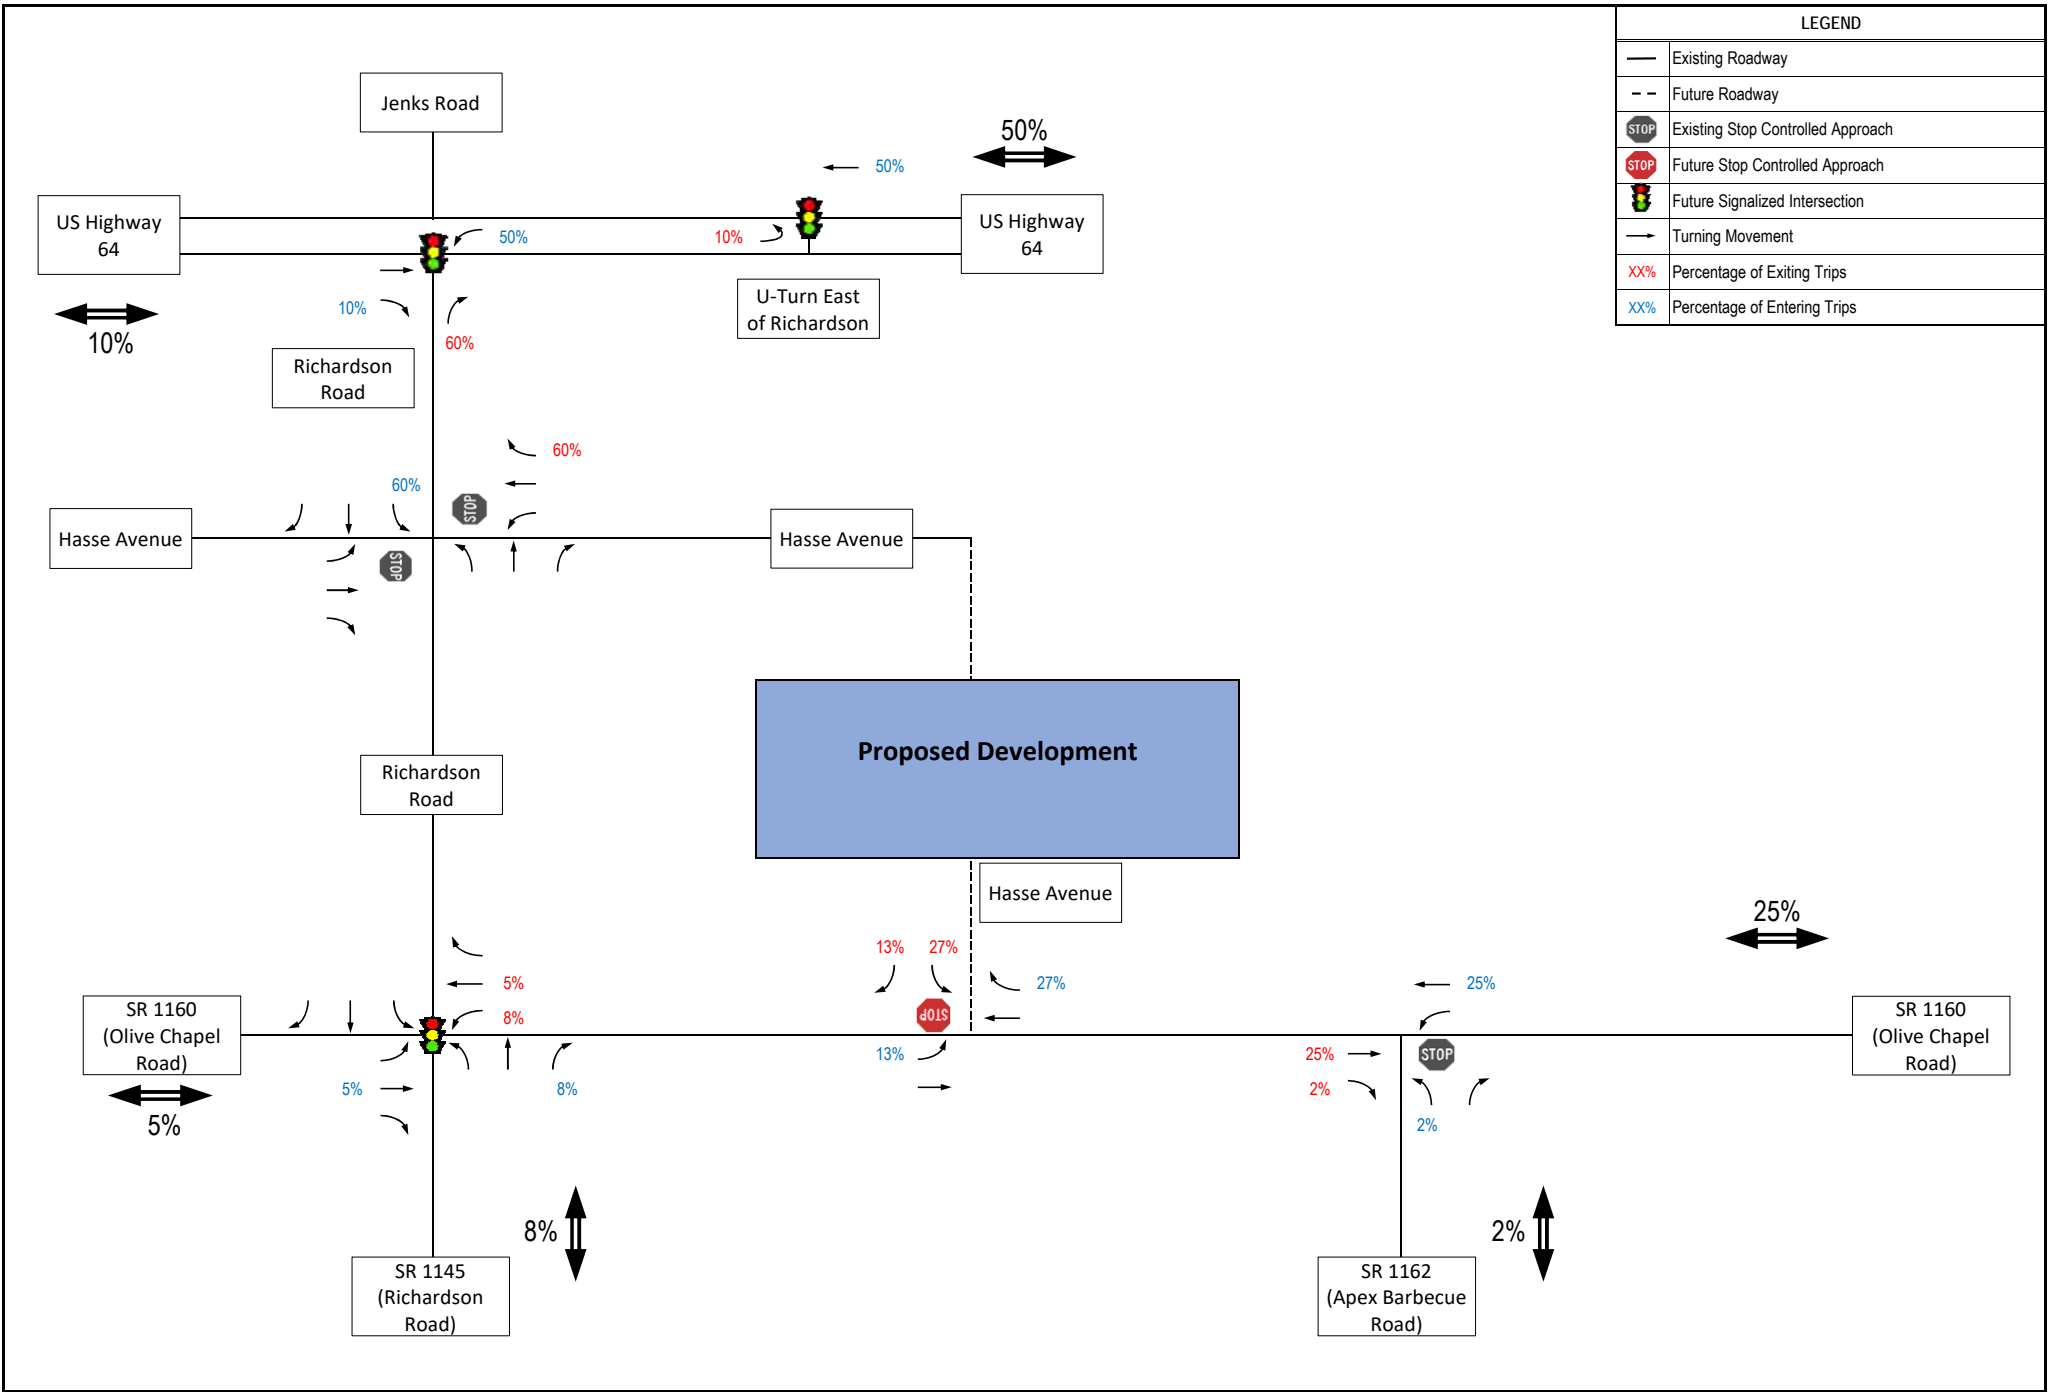 LEGEND
Existing Roadway
Future Roadway
STOP Existing Stop Controlled Approach
STOP Future Stop Controlled Approach
Future Signalized Intersection
Turning Movement
XX% Percentage of Exiting Trips
XX% Percentage of Entering Trips
Jenks Road
50%
50%
US Highway
64
50%
10%
US Highway
64
10%
10%
60%
U-Turn East
of Richardson
Richardson
Road
60%
60%
STOP
Hasse Avenue
Hasse Avenue
STOP
Proposed Development
Richardson
Road
Hasse Avenue
25%
13%
27%
5%
27%
25%
8%
STOP
SR 1160
(Olive Chapel
Road)
SR 1160
(Olive Chapel
Road)
13%
25%
STOP
5%
8%
2%
5%
2%
8%
2%
SR 1145
(Richardson
Road)
SR 1162
(Apex Barbecue
Road)